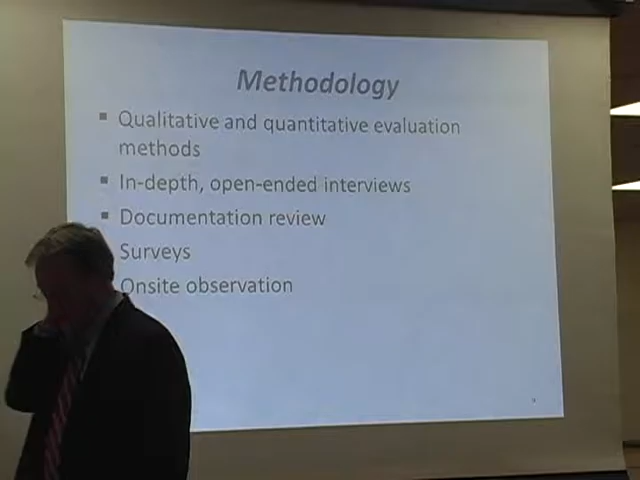 Methodology
Qualitative and quantitative evaluation
methods
In-depth, open-ended interviews
Documentation review
Surveys
Onsite observation